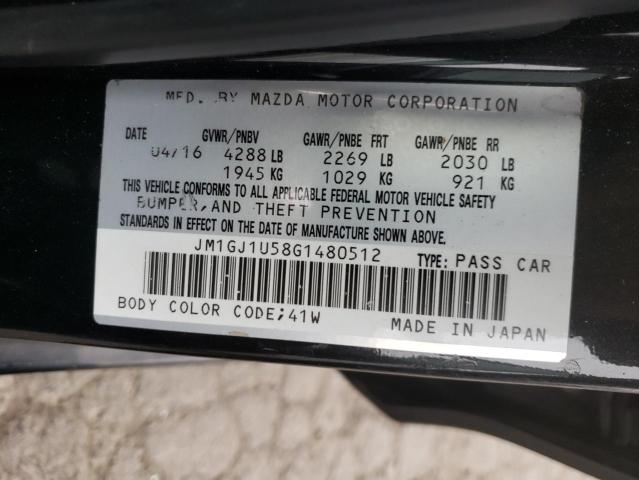 MFD. BY MAZDA MOTOR CORPORATION
DATE GVWR/PNBV GAWR/PNBE FRT GAWR/PNBE RR
04/16 4288 LB 2269 LB 2030 LB
1945 KG 1029 KG 921 KG
THIS VEHICLE CONFORMS TO ALL APPLICABLE FEDERAL MOTOR VEHICLE SAFETY
BUMPER, AND THEFT PREVENTION
STANDARDS IN EFFECT ON THE DATE OF MANUFACTURE SHOWN ABOVE.
JM1GJ1U58G1480512 TYPE: PASS CAR
BODY COLOR CODE;41W MADE IN JAPAN